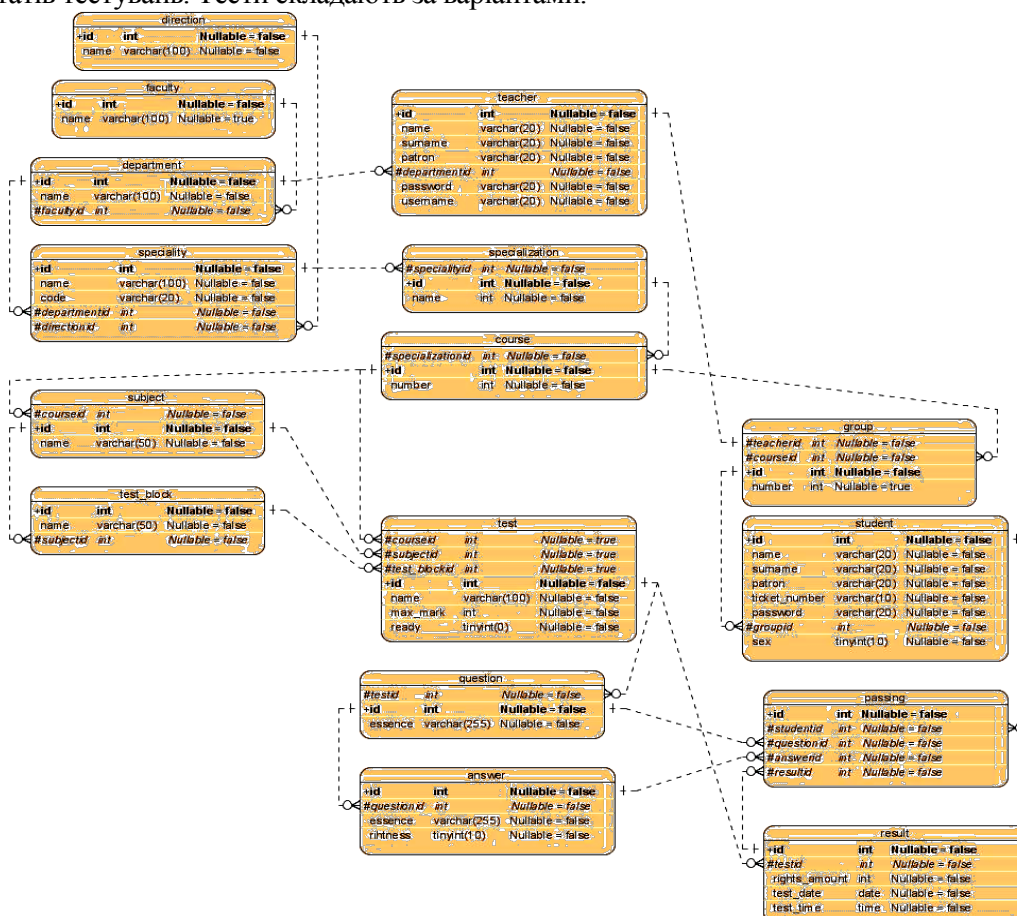 татів тестувань. Тести складають за варіантами.
direction
+id int Nullable = false
name varchar(100) Nullable = false
faculty
+id int Nullable = false
name varchar(100) Nullable = true
department
+id int Nullable = false
name varchar(100) Nullable = false
#facultyid int Nullable = false
speciality
+id int Nullable = false
name varchar(100) Nullable = false
code varchar(20) Nullable = false
#departmentid int Nullable = false
#directionid int Nullable = false
teacher
+id int Nullable = false
name varchar(20) Nullable = false
surname varchar(20) Nullable = false
patron varchar(20) Nullable = false
#departmentid int Nullable = false
password varchar(20) Nullable = false
username varchar(20) Nullable = false
specialization
#specialityid int Nullable = false
+id int Nullable = false
name int Nullable = false
course
#specializationid int Nullable = false
+id int Nullable = false
number int Nullable = false
subject
#courseid int Nullable = false
+id int Nullable = false
name varchar(50) Nullable = false
test_block
+id int Nullable = false
name varchar(50) Nullable = false
#subjectid int Nullable = false
group
#teacherid int Nullable = false
#courseid int Nullable = false
+id int Nullable = false
number int Nullable = true
test
#courseid int Nullable = true
#subjectid int Nullable = true
#test_blockid int Nullable = true
+id int Nullable = false
name varchar(100) Nullable = false
max_mark int Nullable = false
ready tinyint(0) Nullable = false
student
+id int Nullable = false
name varchar(20) Nullable = false
surname varchar(20) Nullable = false
patron varchar(20) Nullable = false
ticket_number varchar(10) Nullable = false
password varchar(20) Nullable = false
#groupid int Nullable = false
sex tinyint(10) Nullable = false
question
#testid int Nullable = false
+id int Nullable = false
essence varchar(255) Nullable = false
answer
+id int Nullable = false
#questionid int Nullable = false
essence varchar(255) Nullable = false
rihtness tinyint(10) Nullable = false
passing
+id int Nullable = false
#studentid int Nullable = false
#questionid int Nullable = false
#answerid int Nullable = false
#resultid int Nullable = false
result
+id int Nullable = false
#testid int Nullable = false
rights_amount int Nullable = false
test_date date Nullable = false
test_time time Nullable = false